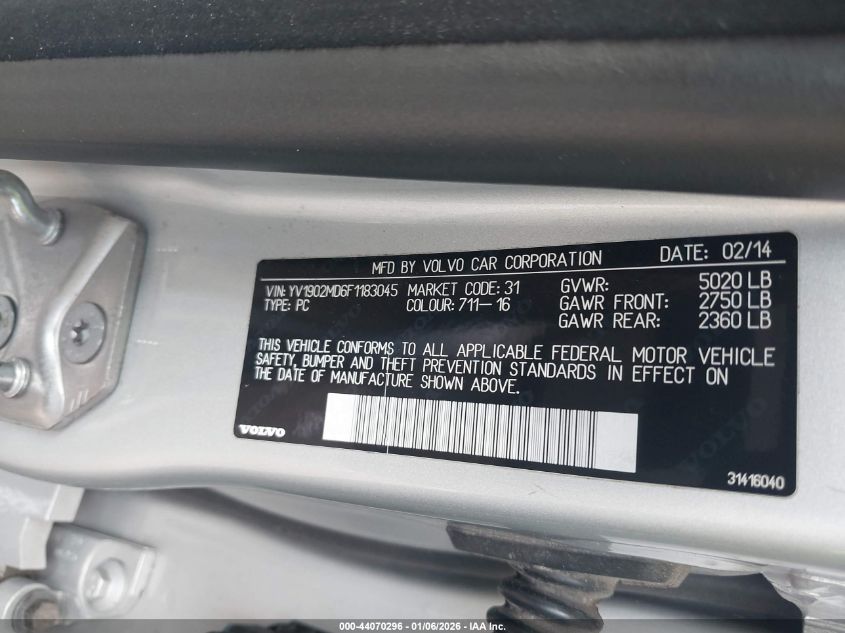 MFD BY VOLVO CAR CORPORATION DATE: 02/14
VIN: YV1902MD6F1183045 MARKET CODE: 31 GVWR: 5020 LB
TYPE: PC COLOUR: 711-16 GAWR FRONT: 2750 LB
GAWR REAR: 2360 LB
THIS VEHICLE CONFORMS TO ALL APPLICABLE FEDERAL MOTOR VEHICLE
SAFETY, BUMPER AND THEFT PREVENTION STANDARDS IN EFFECT ON
THE DATE OF MANUFACTURE SHOWN ABOVE.
VOLVO
31416040
000-44070296 - 01/06/2026 - IAA Inc.